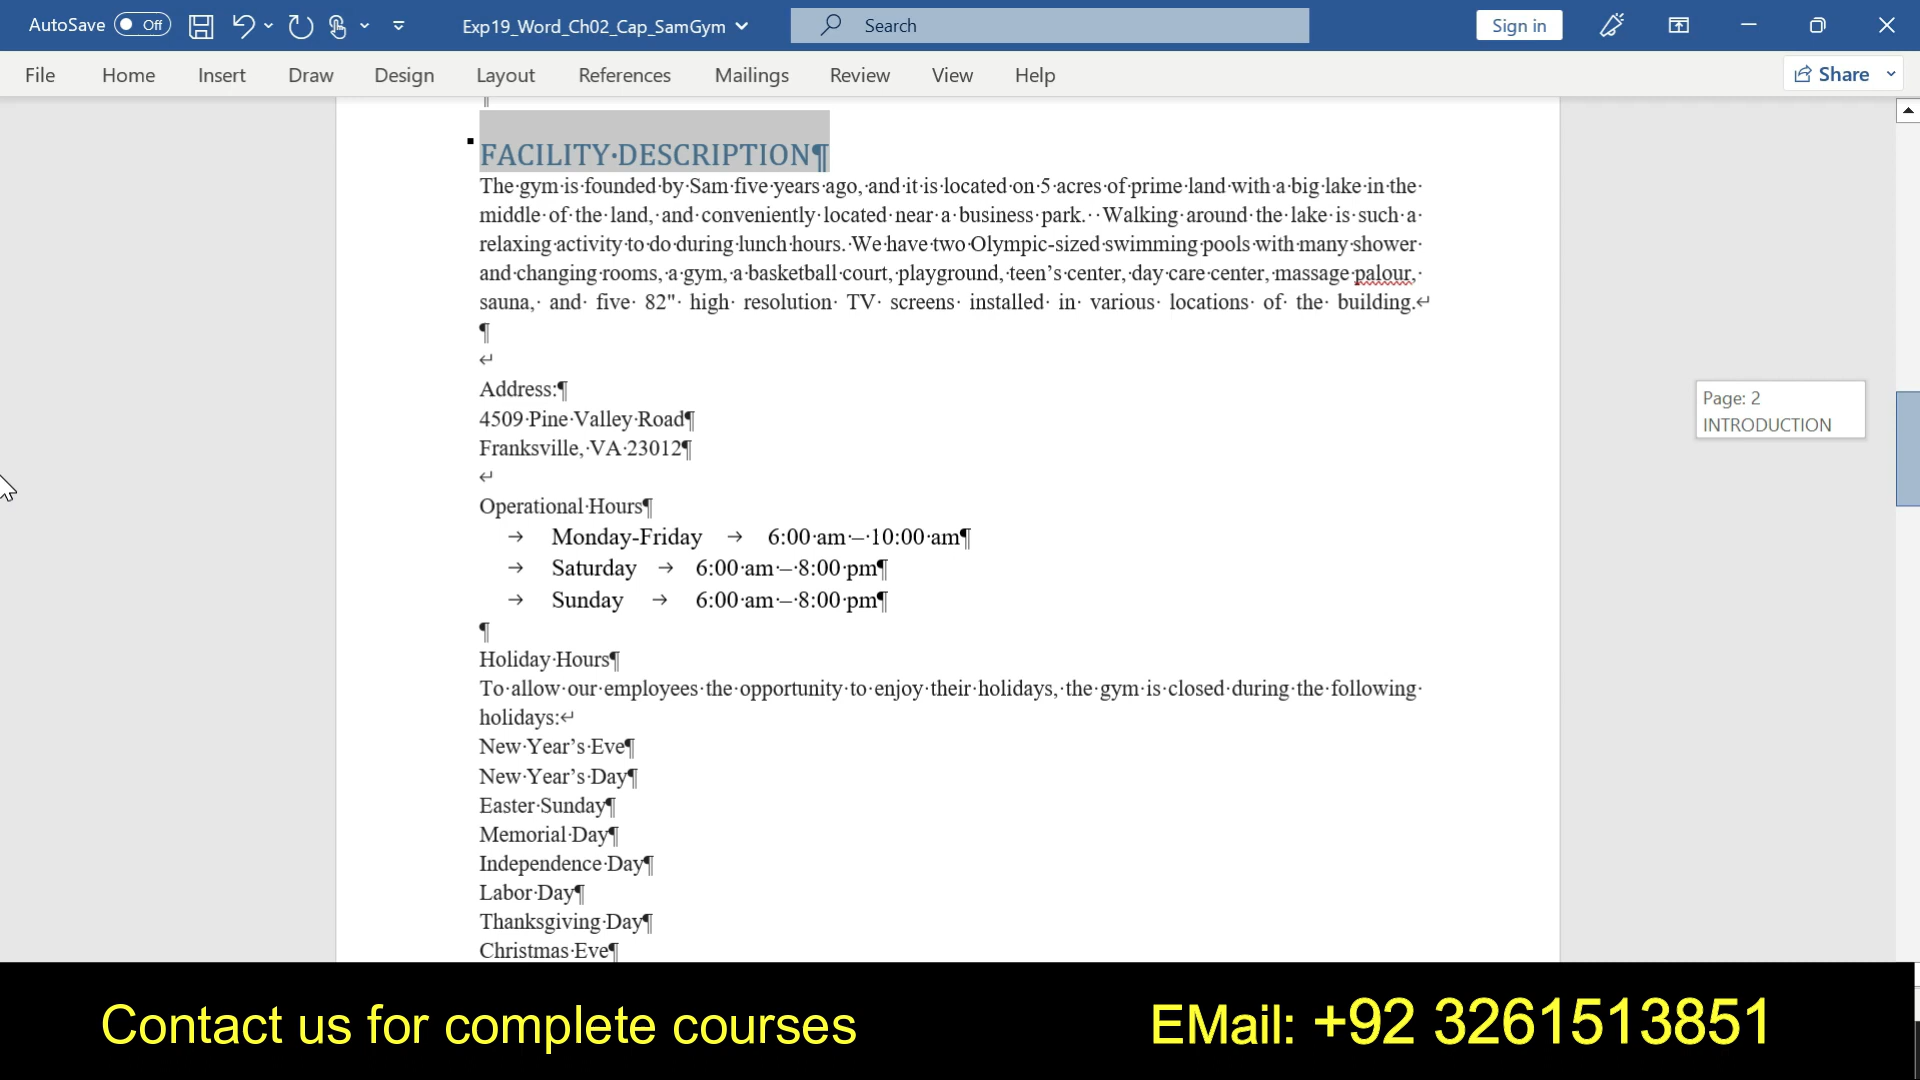 AutoSave Off Exp19_Word_Ch02_Cap_SamGym Search Sign in
File Home Insert Draw Design Layout References Mailings Review View Help Share
FACILITY·DESCRIPTION¶
The·gym·is·founded·by·Sam·five·years·ago,·and·it·is·located·on·5·acres·of·prime·land·with·a·big·lake·in·the·
middle·of·the·land,·and·conveniently·located·near·a·business·park.··Walking·around·the·lake·is·such·a·
relaxing·activity·to·do·during·lunch·hours.·We·have·two·Olympic-sized·swimming·pools·with·many·shower·
and·changing·rooms,·a·gym,·a·basketball·court,·playground,·teen’s·center,·day·care·center,·massage·palour,·
sauna,·and·five·82"·high·resolution·TV·screens·installed·in·various·locations·of·the·building.↵
¶
↵
Address:¶
4509·Pine·Valley·Road¶
Franksville,·VA·23012¶
↵
Operational·Hours¶
→ Monday-Friday → 6:00·am·–·10:00·am¶
→ Saturday → 6:00·am·–·8:00·pm¶
→ Sunday → 6:00·am·–·8:00·pm¶
¶
Holiday·Hours¶
To·allow·our·employees·the·opportunity·to·enjoy·their·holidays,·the·gym·is·closed·during·the·following·
holidays:↵
New·Year’s·Eve¶
New·Year’s·Day¶
Easter·Sunday¶
Memorial·Day¶
Independence·Day¶
Labor·Day¶
Thanksgiving·Day¶
Christmas·Eve¶
Page: 2
INTRODUCTION
Contact us for complete courses EMail: +92 3261513851